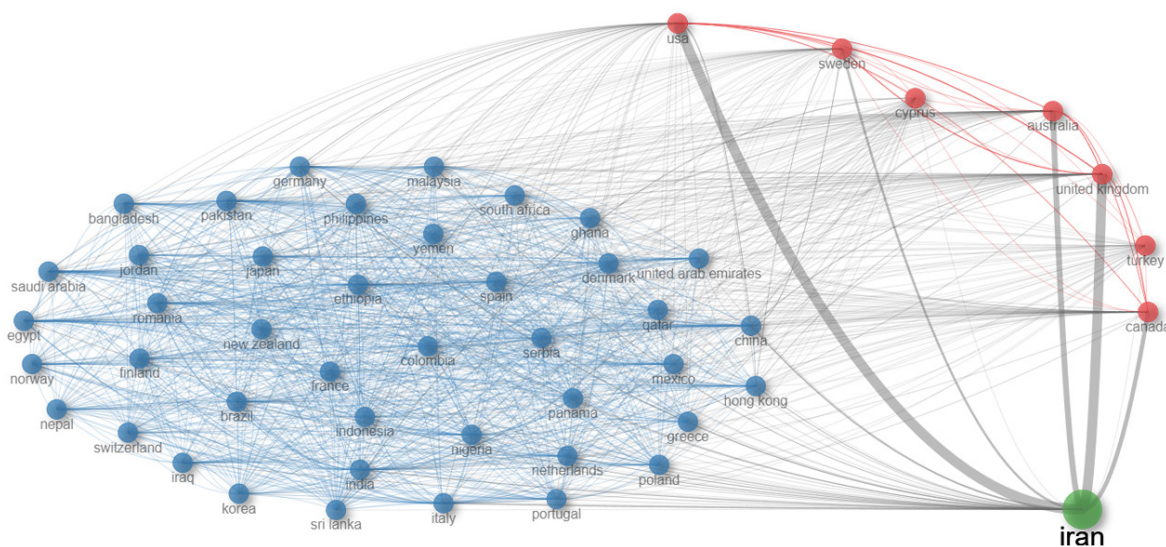 usa
sweden
cyprus
australia
germany
malaysia
united kingdom
bangladesh
pakistan
philippines
south africa
ghana
yemen
turkey
saudi arabia
jordan
japan
denmark
united arab emirates
ethiopia
spain
egypt
romania
new zealand
qatar
china
canada
colombia
serbia
norway
finland
france
mexico
hong kong
nepal
brazil
indonesia
panama
greece
switzerland
nigeria
iraq
india
netherlands
poland
korea
sri lanka
italy
portugal
iran